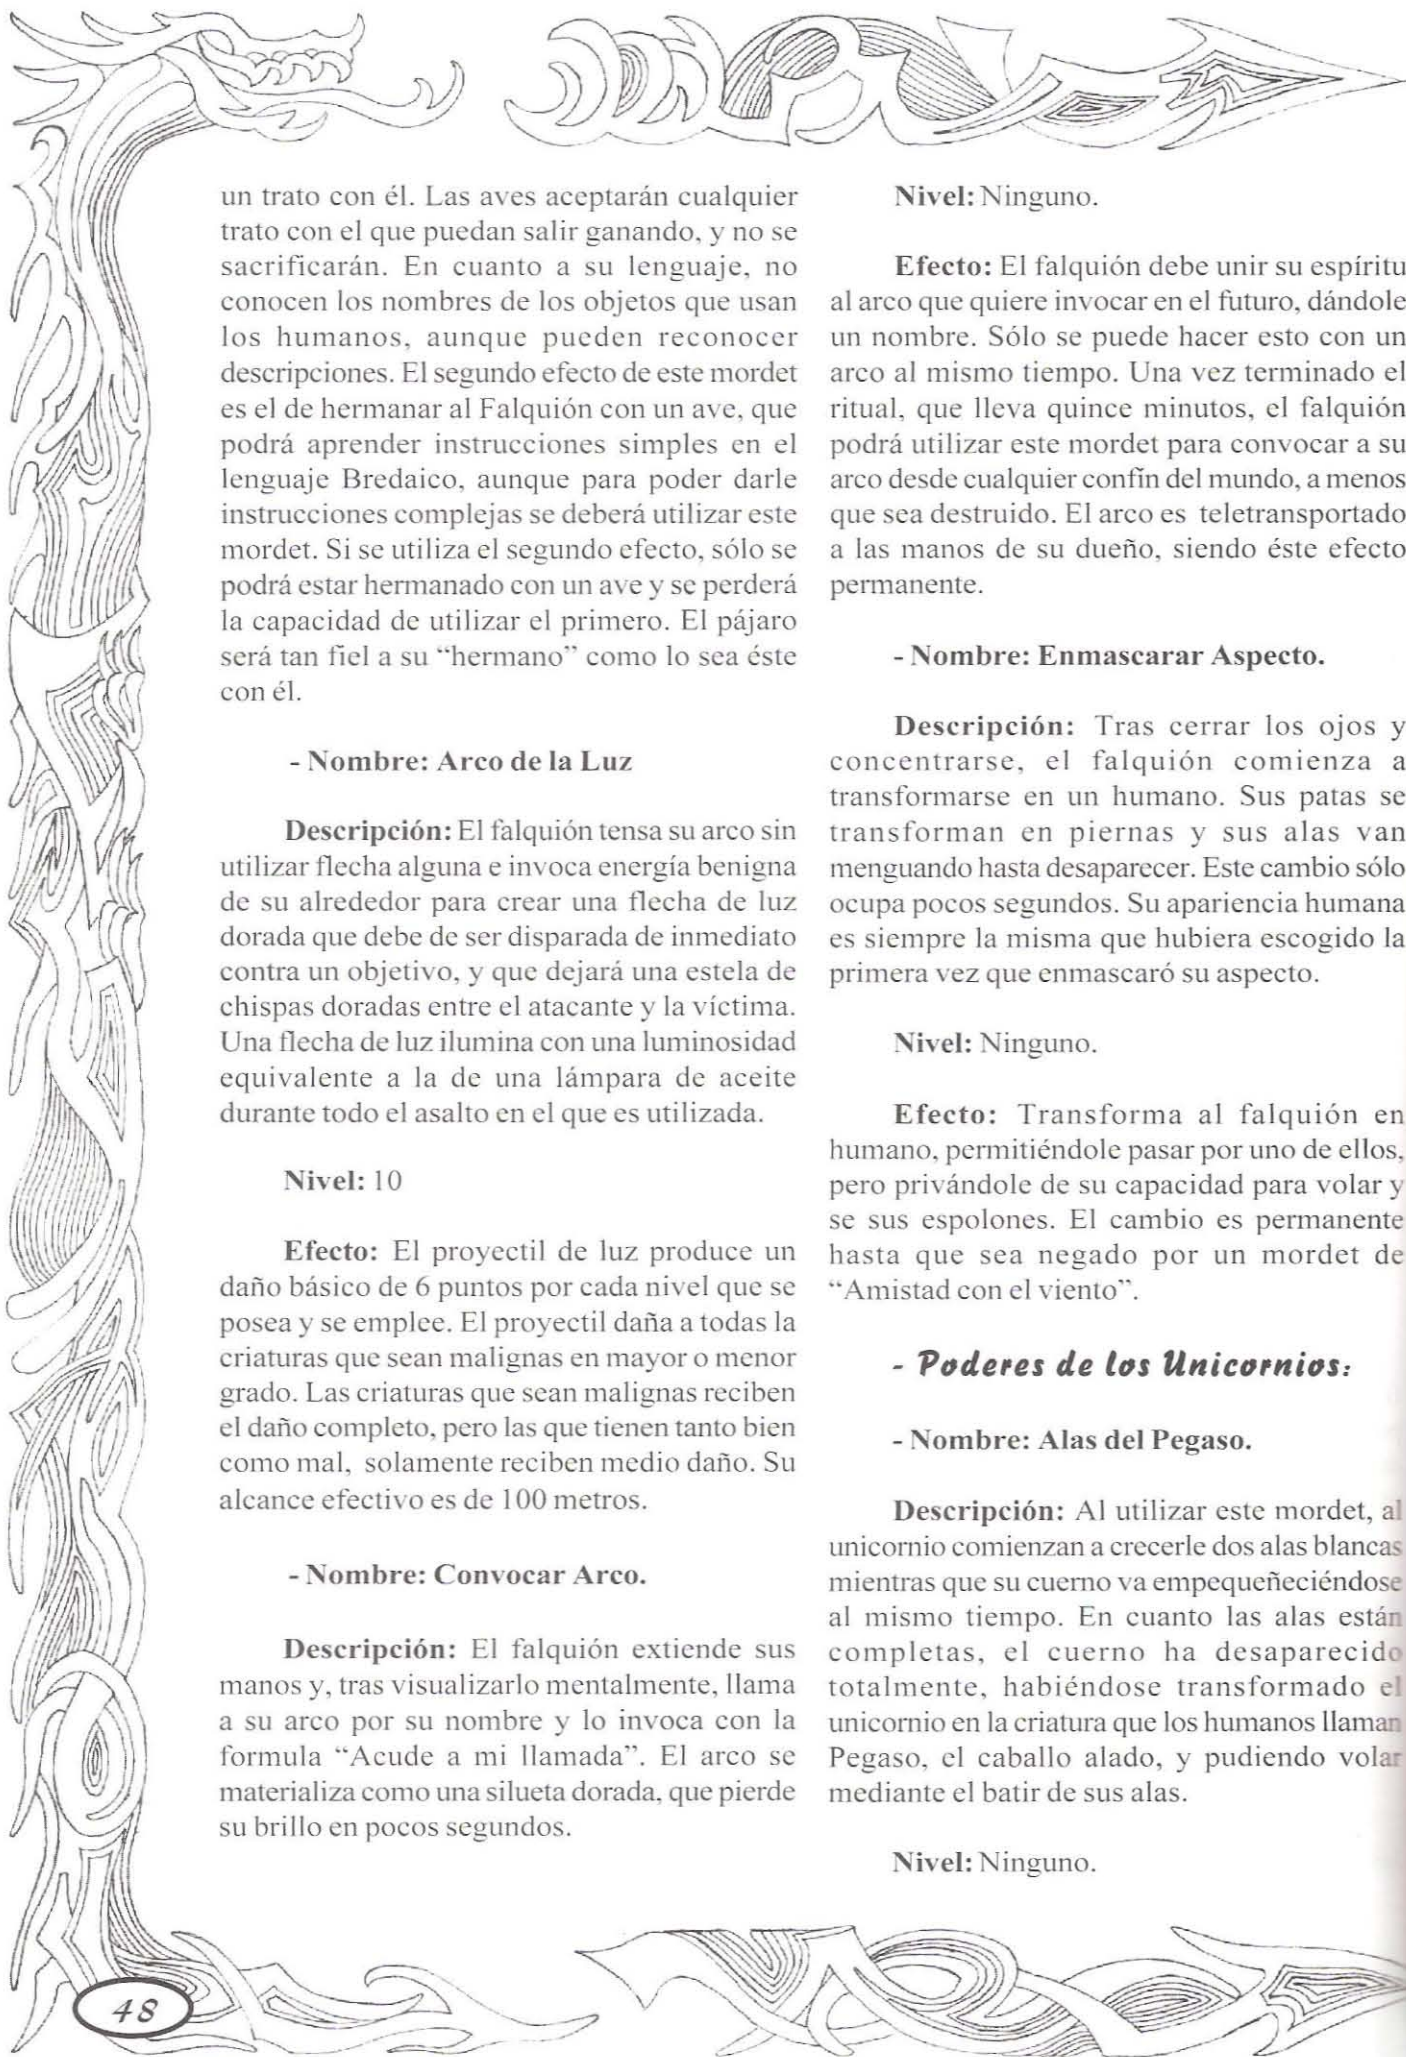 un trato con él. Las aves aceptarán cualquier
trato con el que puedan salir ganando, y no se
sacrificarán. En cuanto a su lenguaje, no
conocen los nombres de los objetos que usan
los humanos, aunque pueden reconocer
descripciones. El segundo efecto de este mordet
es el de hermanar al Falquión con un ave, que
podrá aprender instrucciones simples en el
lenguaje Bredaico, aunque para poder darle
instrucciones complejas se deberá utilizar este
mordet. Si se utiliza el segundo efecto, sólo se
podrá estar hermanado con un ave y se perderá
la capacidad de utilizar el primero. El pájaro
será tan fiel a su “hermano” como lo sea éste
con él.
- Nombre: Arco de la Luz
Descripción: El falquión tensa su arco sin
utilizar flecha alguna e invoca energía benigna
de su alrededor para crear una flecha de luz
dorada que debe de ser disparada de inmediato
contra un objetivo, y que dejará una estela de
chispas doradas entre el atacante y la víctima.
Una flecha de luz ilumina con una luminosidad
equivalente a la de una lámpara de aceite
durante todo el asalto en el que es utilizada.
Nivel: 10
Efecto: El proyectil de luz produce un
daño básico de 6 puntos por cada nivel que se
posea y se emplee. El proyectil daña a todas la
criaturas que sean malignas en mayor o menor
grado. Las criaturas que sean malignas reciben
el daño completo, pero las que tienen tanto bien
como mal, solamente reciben medio daño. Su
alcance efectivo es de 100 metros.
- Nombre: Convocar Arco.
Descripción: El falquión extiende sus
manos y, tras visualizarlo mentalmente, llama
a su arco por su nombre y lo invoca con la
formula “Acude a mi llamada”. El arco se
materializa como una silueta dorada, que pierde
su brillo en pocos segundos.
Nivel: Ninguno.
Efecto: El falquión debe unir su espíritu
al arco que quiere invocar en el futuro, dándole
un nombre. Sólo se puede hacer esto con un
arco al mismo tiempo. Una vez terminado el
ritual, que lleva quince minutos, el falquión
podrá utilizar este mordet para convocar a su
arco desde cualquier confín del mundo, a menos
que sea destruido. El arco es teletransportado
a las manos de su dueño, siendo éste efecto
permanente.
- Nombre: Enmascarar Aspecto.
Descripción: Tras cerrar los ojos y
concentrarse, el falquión comienza a
transformarse en un humano. Sus patas se
transforman en piernas y sus alas van
menguando hasta desaparecer. Este cambio sólo
ocupa pocos segundos. Su apariencia humana
es siempre la misma que hubiera escogido la
primera vez que enmascaró su aspecto.
Nivel: Ninguno.
Efecto: Transforma al falquión en
humano, permitiéndole pasar por uno de ellos,
pero privándole de su capacidad para volar y
se sus espolones. El cambio es permanente
hasta que sea negado por un mordet de
“Amistad con el viento”.
- Poderes de los Unicornios:
- Nombre: Alas del Pegaso.
Descripción: Al utilizar este mordet, al
unicornio comienzan a crecerle dos alas blancas
mientras que su cuerno va empequeñeciéndose
al mismo tiempo. En cuanto las alas están
completas, el cuerno ha desaparecido
totalmente, habiéndose transformado el
unicornio en la criatura que los humanos llaman
Pegaso, el caballo alado, y pudiendo volar
mediante el batir de sus alas.
Nivel: Ninguno.
48